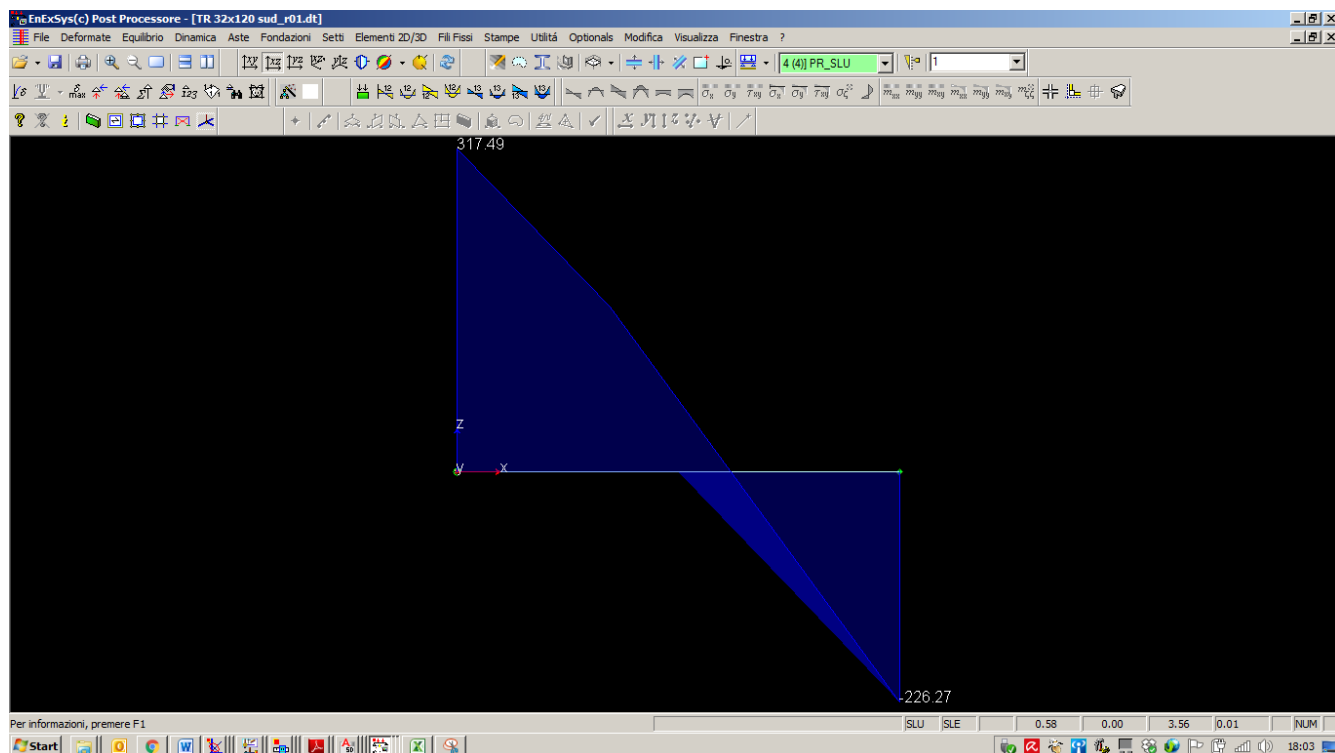 EnExSys(c) Post Processore - [TR 32x120 sud_r01.dt]
File Deformate Equilibrio Dinamica Aste Fondazioni Setti Elementi 2D/3D Fili Fissi Stampe Utilitá Optionals Modifica Visualizza Finestra ?
4 (4)] PR_SLU 1
317.49
z
y x
-226.27
Per informazioni, premere F1 SLU SLE 0.58 0.00 3.56 0.01 NUM
Start 18:03